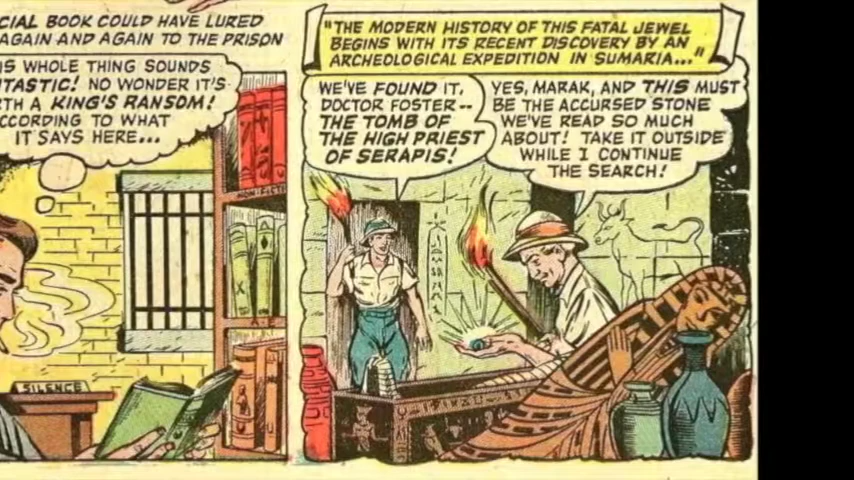 CIAL BOOK COULD HAVE LURED
AGAIN AND AGAIN TO THE PRISON
WHOLE THING SOUNDS
NO WONDER IT'S
A KING'S RANSOM!
TO WHAT
IT SAYS HERE...
SILENCE
NON-FICTI
A-Z
"THE MODERN HISTORY OF THIS FATAL JEWEL
BEGINS WITH ITS RECENT DISCOVERY BY AN
ARCHEOLOGICAL EXPEDITION IN SUMARIA..."
WE'VE FOUND IT,
DOCTOR FOSTER--
THE TOMB OF
THE HIGH PRIEST
OF SERAPIS!
YES, MARAK, AND THIS MUST
BE THE ACCURSED STONE
WE'VE READ SO MUCH
ABOUT! TAKE IT OUTSIDE
WHILE I CONTINUE
THE SEARCH!